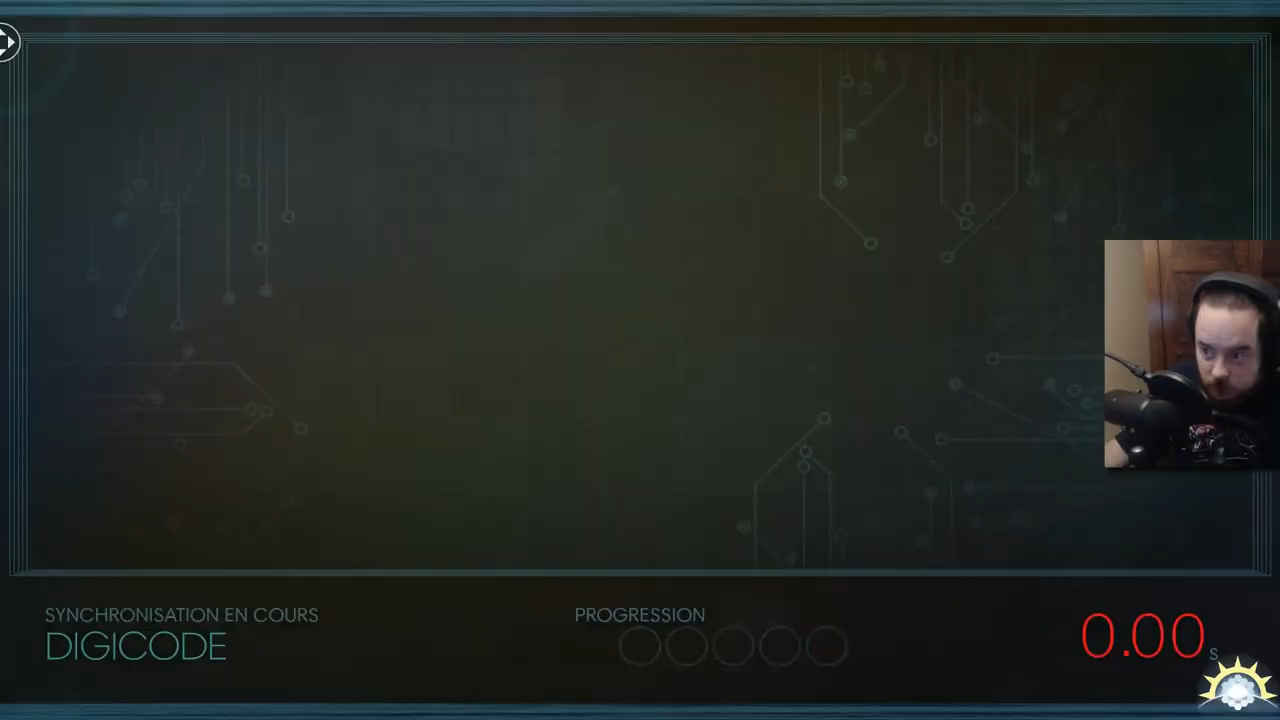 SYNCHRONISATION EN COURS
DIGICODE
PROGRESSION
0.00 s